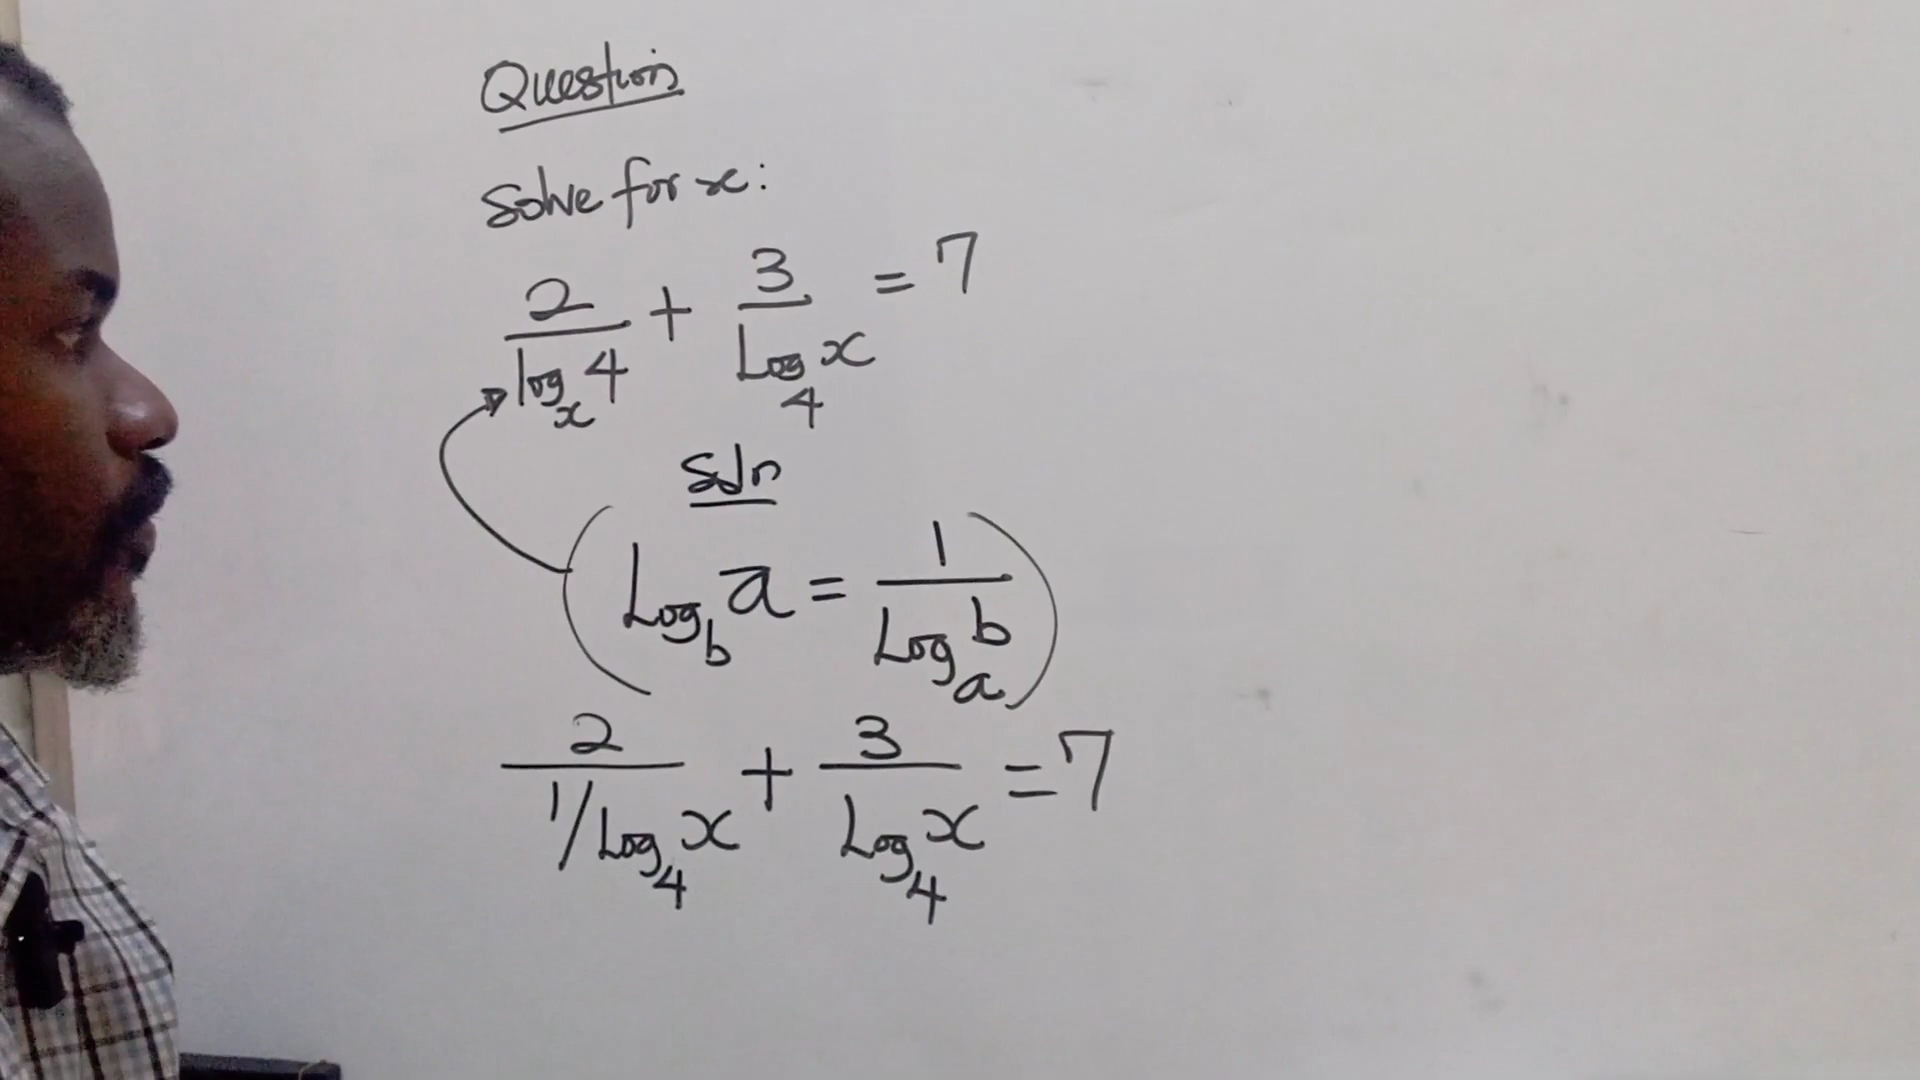 Question
Solve for x:
2/log_x 4 + 3/Log_4 x = 7
Soln
(Log_b a = 1/Log_a b)
2/(1/Log_4 x) + 3/Log_4 x = 7